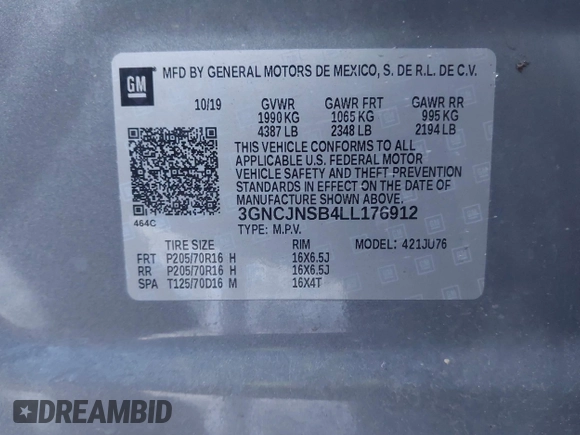 GM
MFD BY GENERAL MOTORS DE MEXICO, S. DE R.L. DE C.V.
10/19 GVWR GAWR FRT GAWR RR
1990 KG 1065 KG 995 KG
4387 LB 2348 LB 2194 LB
THIS VEHICLE CONFORMS TO ALL
APPLICABLE U.S. FEDERAL MOTOR
VEHICLE SAFETY AND THEFT PREVENTION
STANDARDS IN EFFECT ON THE DATE OF
MANUFACTURE SHOWN ABOVE.
3GNCJNSB4LL176912
464C TYPE: M.P.V.
TIRE SIZE RIM MODEL: 421JU76
FRT P205/70R16 H 16X6.5J
RR P205/70R16 H 16X6.5J
SPA T125/70D16 M 16X4T
DREAMBID